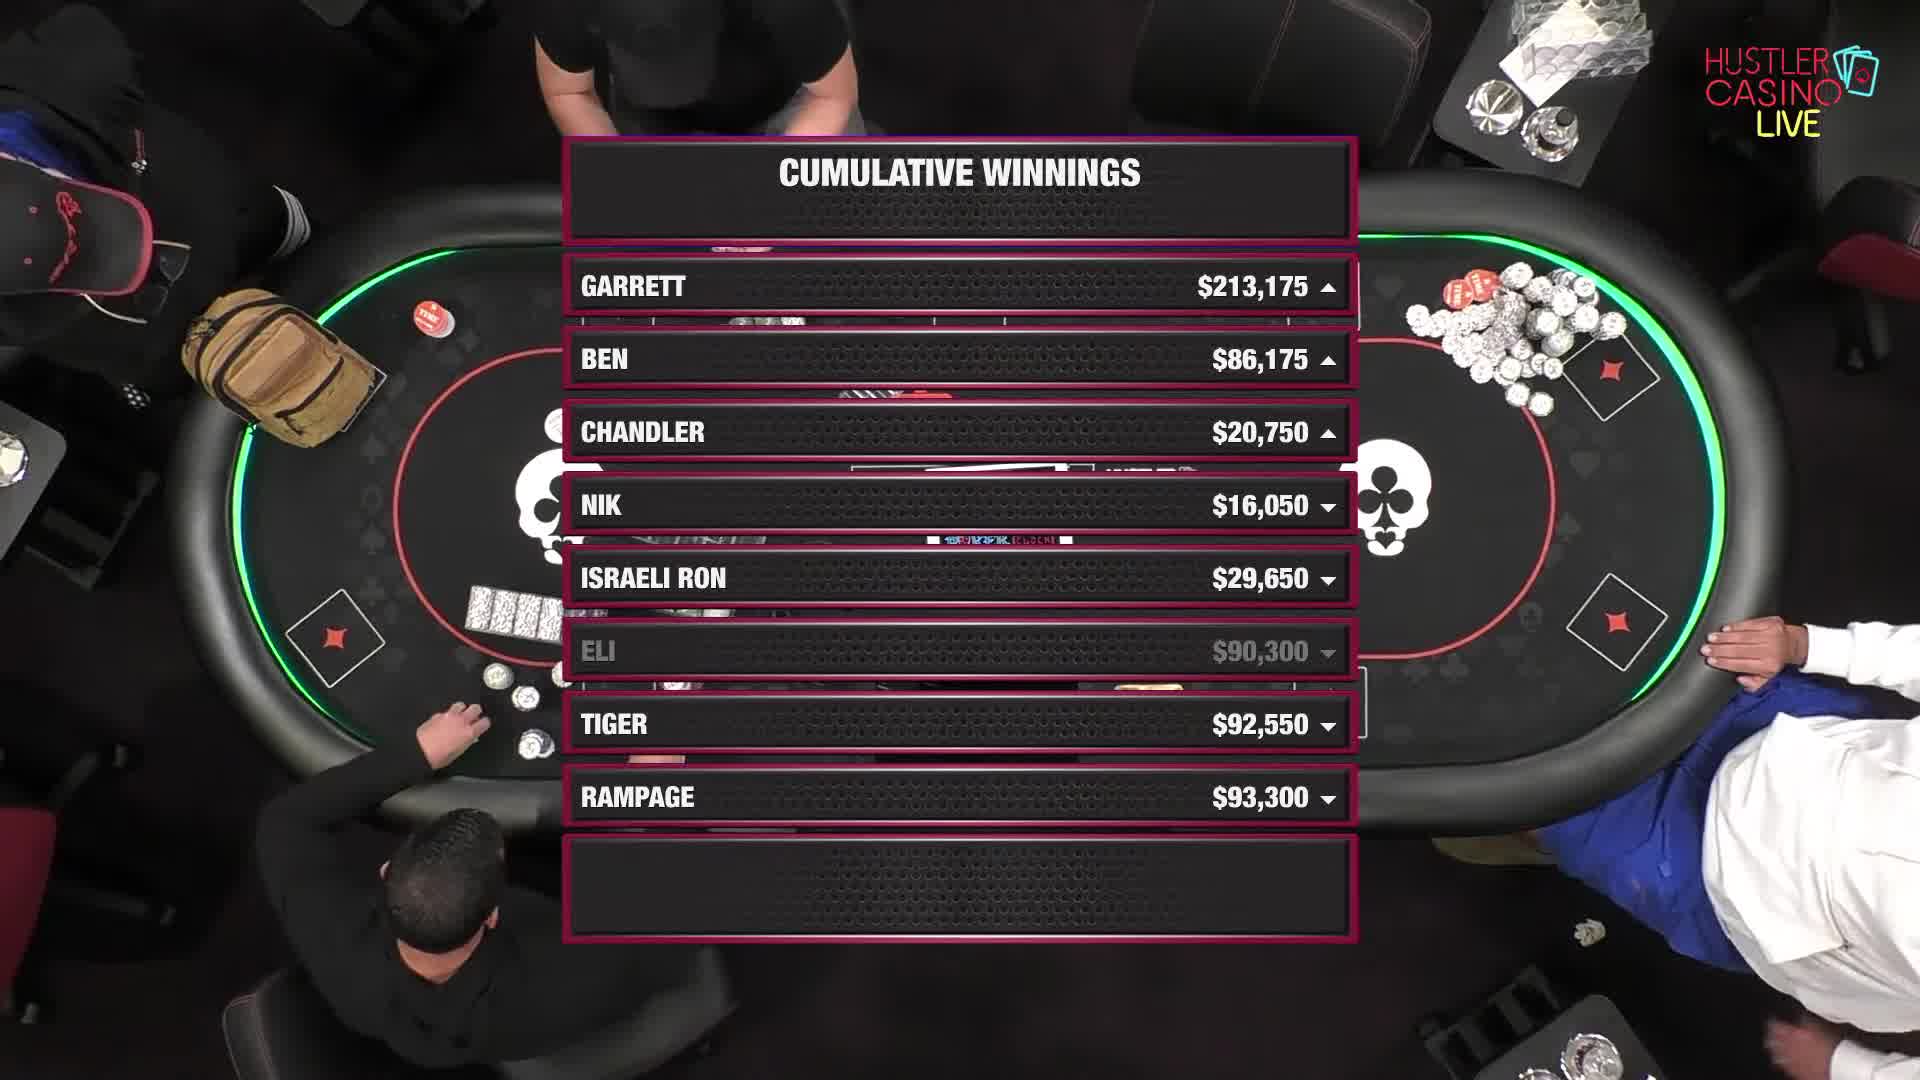 HUSTLER
CASINO
LIVE
CUMULATIVE WINNINGS
GARRETT $213,175
BEN $86,175
CHANDLER $20,750
NIK $16,050
ISRAELI RON $29,650
ELI $90,300
TIGER $92,550
RAMPAGE $93,300